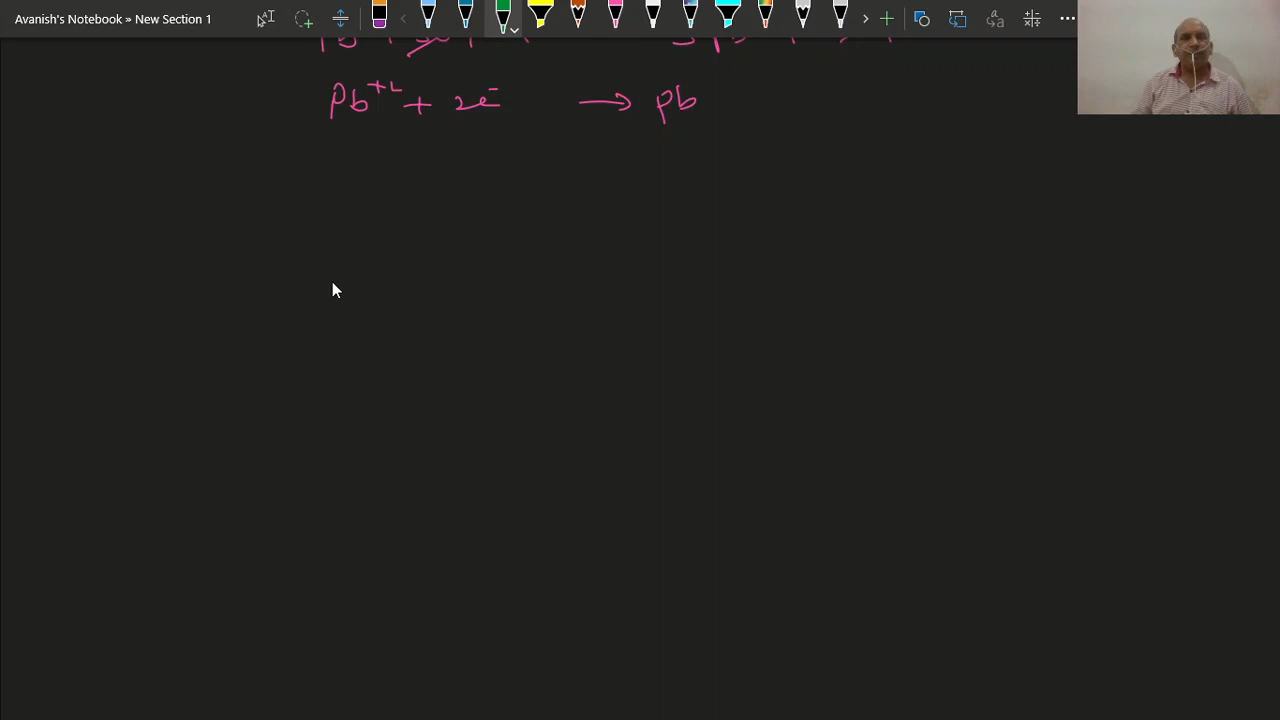 Avanish's Notebook » New Section 1
Pb⁺² + 2e⁻ → Pb